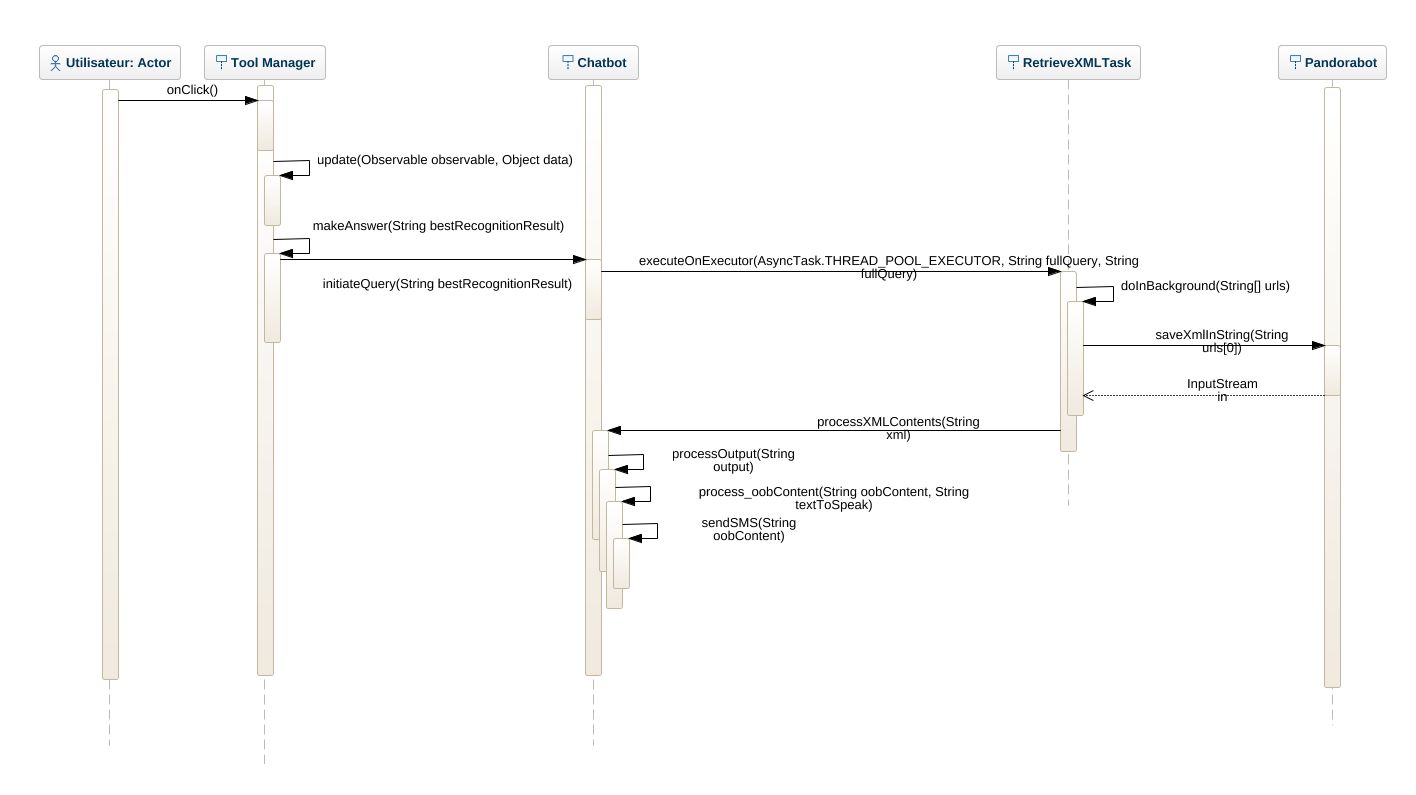 Utilisateur: Actor
Tool Manager
Chatbot
RetrieveXMLTask
Pandorabot
onClick()
update(Observable observable, Object data)
makeAnswer(String bestRecognitionResult)
initiateQuery(String bestRecognitionResult)
executeOnExecutor(AsyncTask.THREAD_POOL_EXECUTOR, String fullQuery, String
fullQuery)
doInBackground(String[] urls)
saveXmlInString(String
urls[0])
InputStream
in
processXMLContents(String
xml)
processOutput(String
output)
process_oobContent(String oobContent, String
textToSpeak)
sendSMS(String
oobContent)